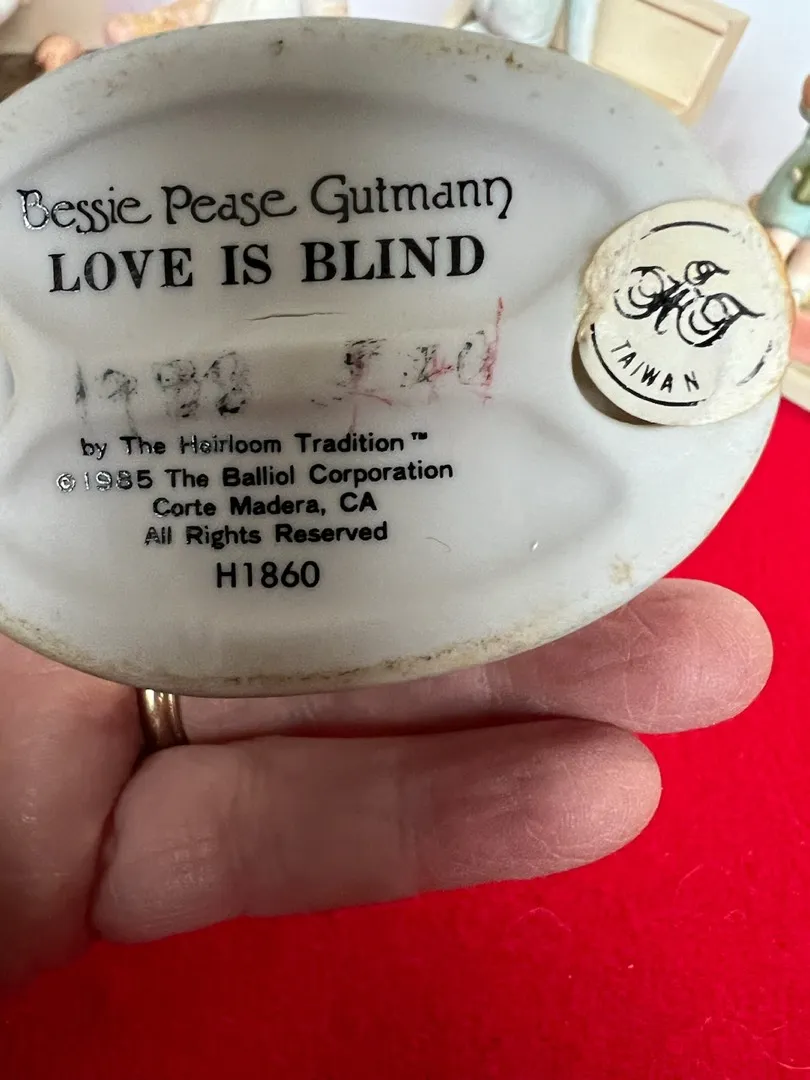 Bessie Pease Gutmann
LOVE IS BLIND
by The Heirloom Tradition™
©1985 The Balliol Corporation
Corte Madera, CA
All Rights Reserved
H1860
TAIWAN